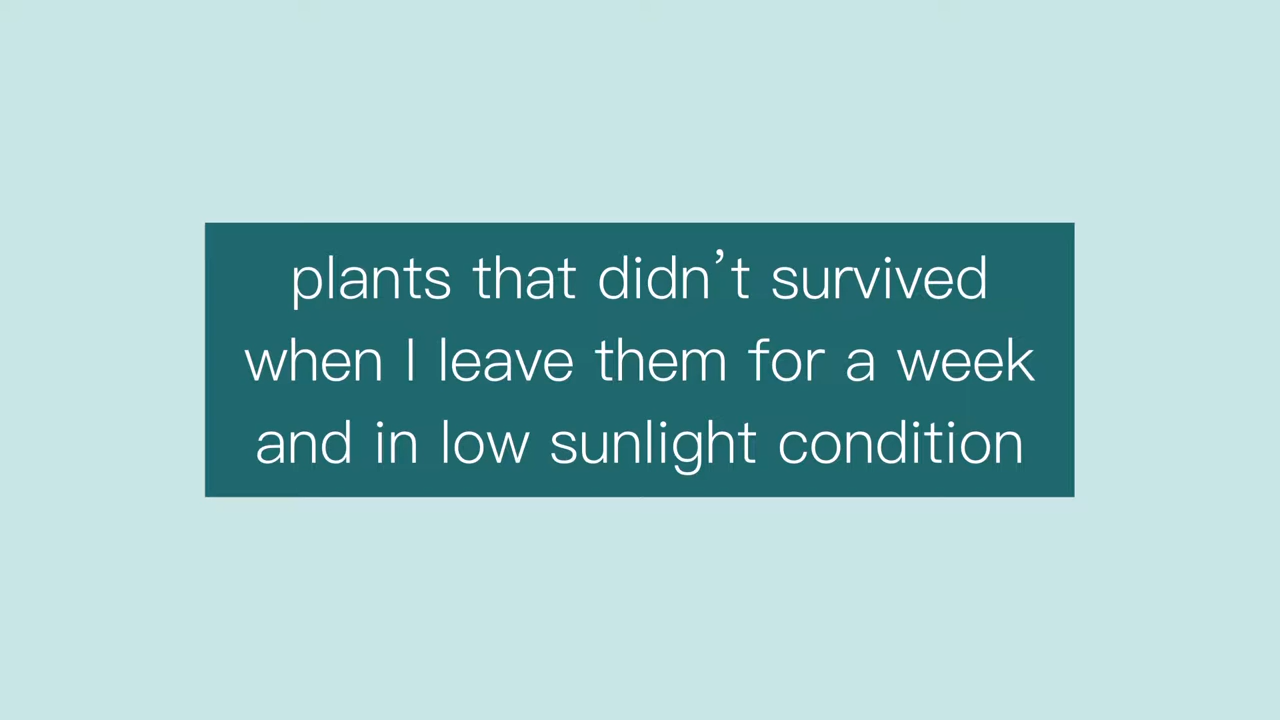 plants that didn’t survived
when I leave them for a week
and in low sunlight condition